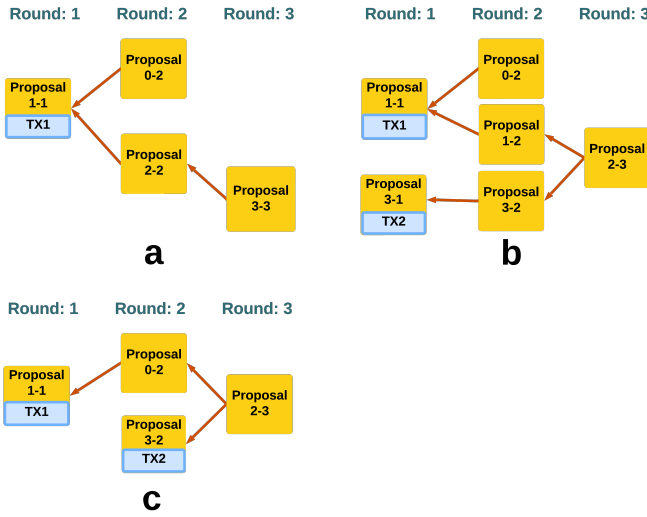 Round: 1 Round: 2 Round: 3
Proposal
0-2
Proposal
1-1
TX1
Proposal
2-2
Proposal
3-3
a
Round: 1 Round: 2 Round: 3
Proposal
0-2
Proposal
1-1
TX1
Proposal
1-2
Proposal
2-3
Proposal
3-1
TX2
Proposal
3-2
b
Round: 1 Round: 2 Round: 3
Proposal
0-2
Proposal
1-1
TX1
Proposal
2-3
Proposal
3-2
TX2
c